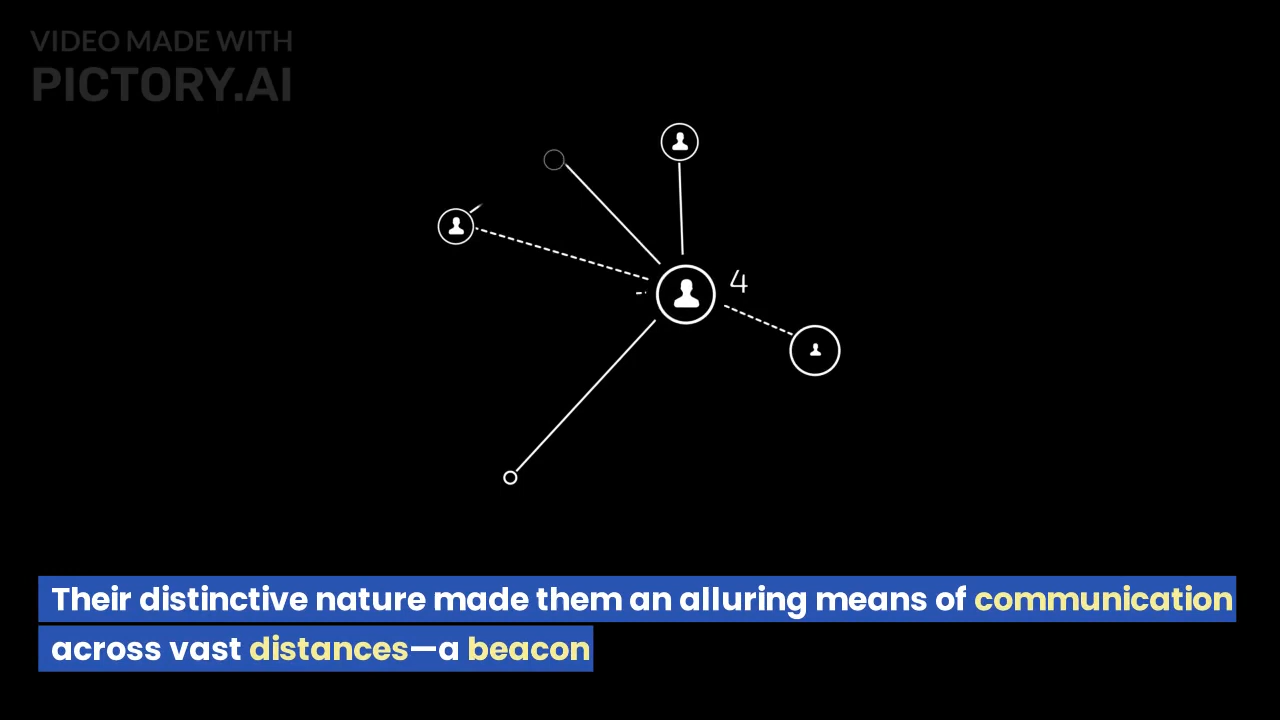 VIDEO MADE WITH
PICTORY.AI
4
Their distinctive nature made them an alluring means of communication
across vast distances—a beacon